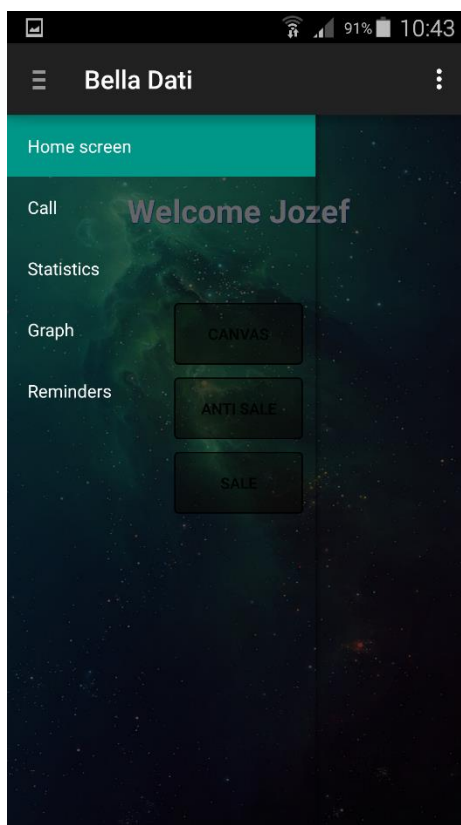 91% 10:43
Bella Dati
Home screen
Call
Welcome Jozef
Statistics
Graph
CANVAS
Reminders
ANTI SALE
SALE